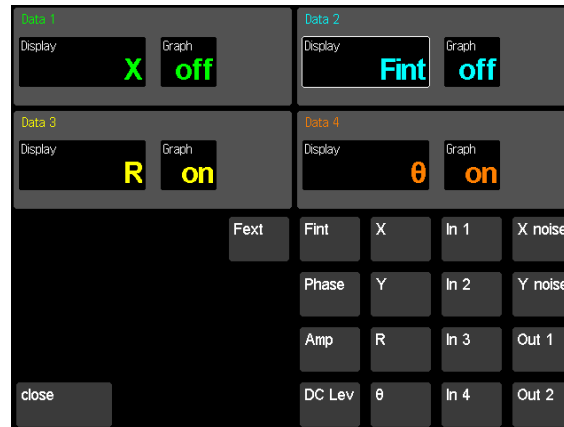 Data 1
Display
X
Graph
off
Data 2
Display
Fint
Graph
off
Data 3
Display
R
Graph
on
Data 4
Display
θ
Graph
on
Fext
Fint
X
In 1
X noise
Phase
Y
In 2
Y noise
Amp
R
In 3
Out 1
close
DC Lev
θ
In 4
Out 2